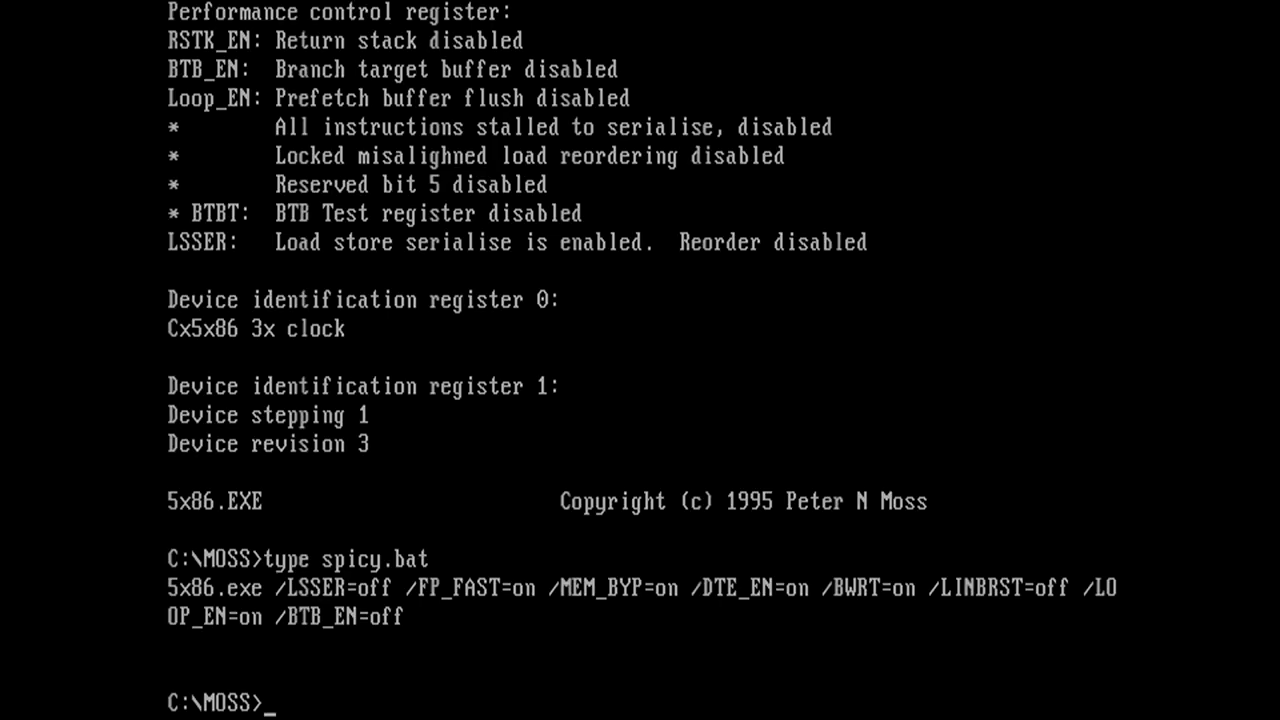 Performance control register:
RSTK_EN: Return stack disabled
BTB_EN:  Branch target buffer disabled
Loop_EN: Prefetch buffer flush disabled
*        All instructions stalled to serialise, disabled
*        Locked misalighned load reordering disabled
*        Reserved bit 5 disabled
* BTBT:  BTB Test register disabled
LSSER:   Load store serialise is enabled.  Reorder disabled
Device identification register 0:
Cx5x86 3x clock
Device identification register 1:
Device stepping 1
Device revision 3
5x86.EXE                         Copyright (c) 1995 Peter N Moss
C:\MOSS>type spicy.bat
5x86.exe /LSSER=off /FP_FAST=on /MEM_BYP=on /DTE_EN=on /BWRT=on /LINBRST=off /LO
OP_EN=on /BTB_EN=off
C:\MOSS>_